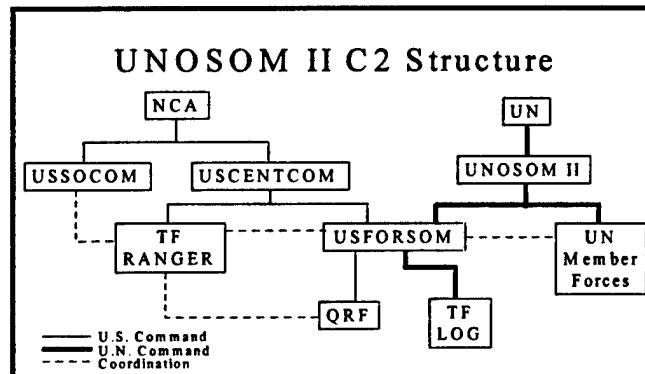 UNOSOM II C2 Structure
NCA
UN
USSOCOM
USCENTCOM
UNOSOM II
TF
RANGER
USFORSOM
UN
Member
Forces
QRF
TF
LOG
U.S. Command
U.N. Command
Coordination